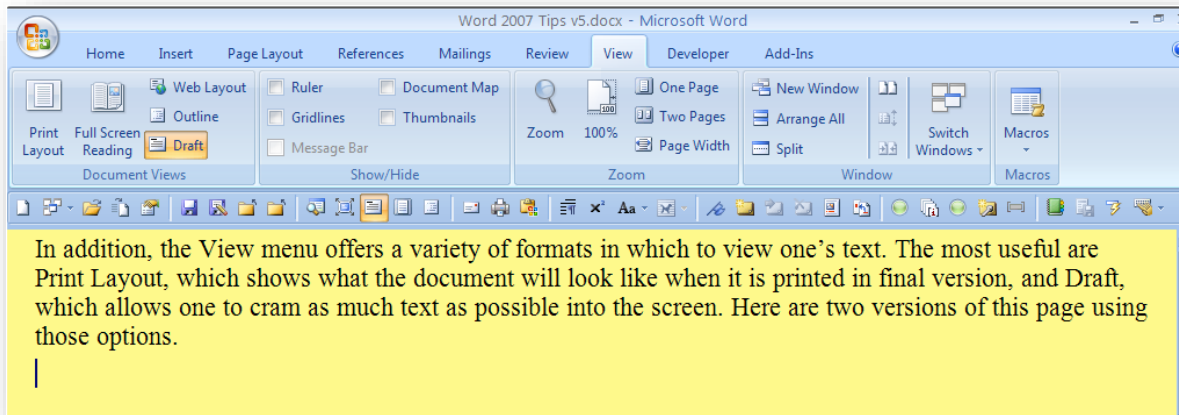 Word 2007 Tips v5.docx - Microsoft Word
Home Insert Page Layout References Mailings Review View Developer Add-Ins
Print Layout
Full Screen Reading
Web Layout
Outline
Draft
Document Views
Ruler
Gridlines
Message Bar
Document Map
Thumbnails
Show/Hide
Zoom
100
100%
One Page
Two Pages
Page Width
Zoom
New Window
Arrange All
Split
Switch Windows
Window
Macros
Macros
Aa
In addition, the View menu offers a variety of formats in which to view one’s text. The most useful are
Print Layout, which shows what the document will look like when it is printed in final version, and Draft,
which allows one to cram as much text as possible into the screen. Here are two versions of this page using
those options.